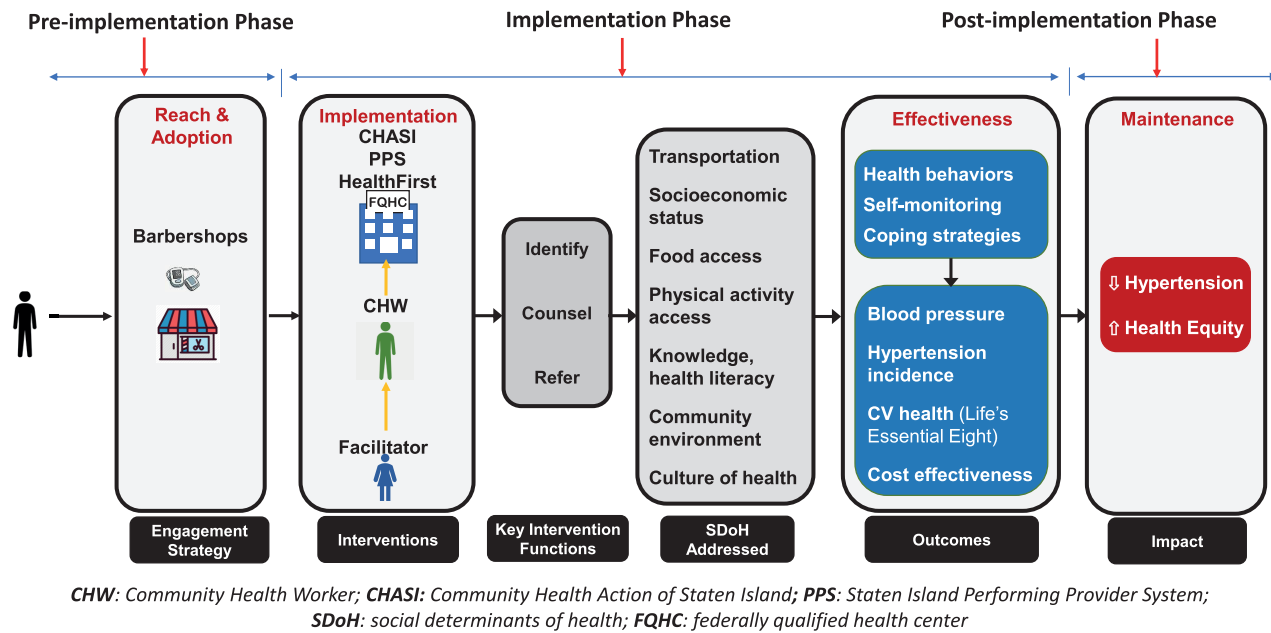 Pre-implementation Phase
Implementation Phase
Post-implementation Phase
Reach &
Adoption
Barbershops
Engagement
Strategy
Implementation
CHASI
PPS
HealthFirst
FQHC
CHW
Facilitator
Interventions
Identify
Counsel
Refer
Key Intervention
Functions
Transportation
Socioeconomic
status
Food access
Physical activity
access
Knowledge,
health literacy
Community
environment
Culture of health
SDoH
Addressed
Effectiveness
Health behaviors
Self-monitoring
Coping strategies
Blood pressure
Hypertension
incidence
CV health (Life's
Essential Eight)
Cost effectiveness
Outcomes
Maintenance
⇩ Hypertension
⇧ Health Equity
Impact
CHW: Community Health Worker; CHASI: Community Health Action of Staten Island; PPS: Staten Island Performing Provider System;
SDoH: social determinants of health; FQHC: federally qualified health center